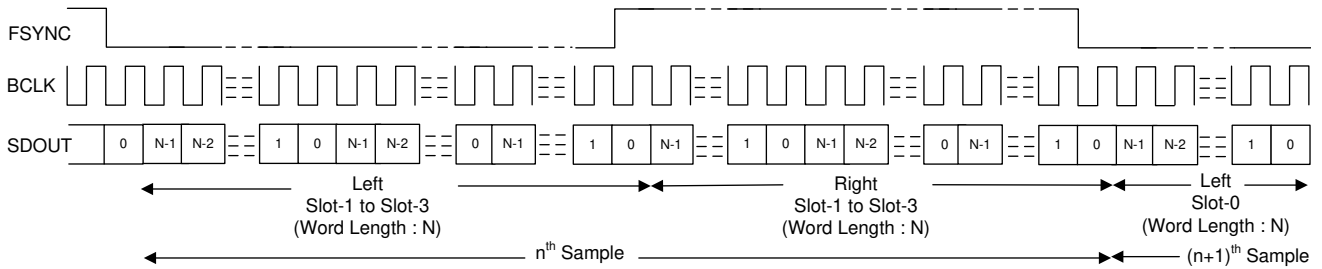 FSYNC
BCLK
SDOUT 0 N-1 N-2 1 0 N-1 N-2 0 N-1 1 0 N-1 1 0 N-1 N-2 0 N-1 1 0 N-1 N-2 1 0
Left
Slot-1 to Slot-3
(Word Length : N)
Right
Slot-1 to Slot-3
(Word Length : N)
Left
Slot-0
(Word Length : N)
nth Sample
(n+1)th Sample